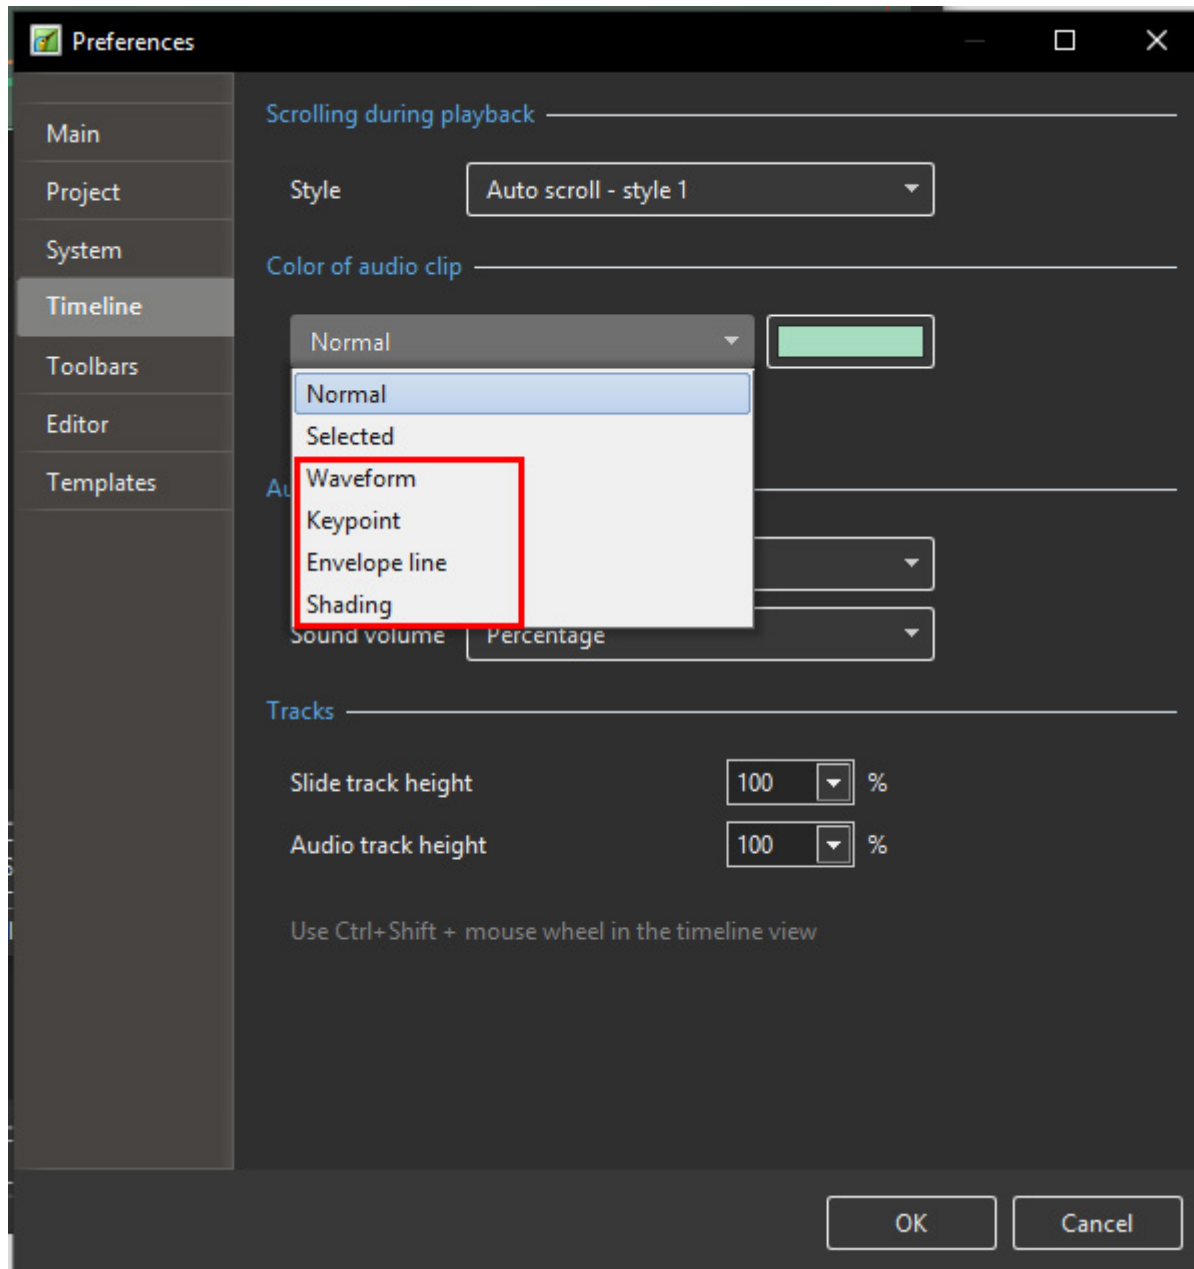 Preferences
Main
Project
System
Timeline
Toolbars
Editor
Templates
Scrolling during playback
Style Auto scroll - style 1
Color of audio clip
Normal
Normal
Selected
Waveform
Keypoint
Envelope line
Shading
Sound volume Percentage
Tracks
Slide track height 100 %
Audio track height 100 %
Use Ctrl+Shift + mouse wheel in the timeline view
OK Cancel